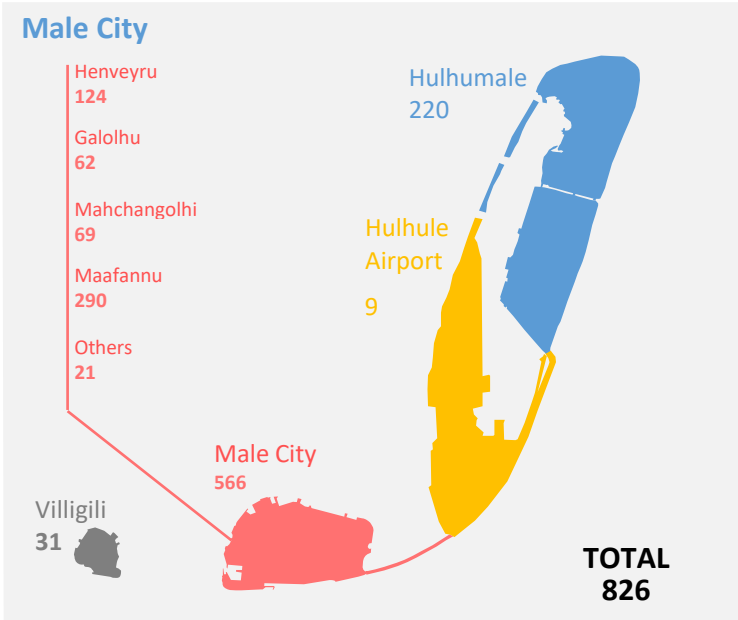 Male City
Henveyru
124
Galolhu
62
Mahchangolhi
69
Maafannu
290
Others
21
Hulhumale
220
Hulhule
Airport
9
Male City
566
Villigili
31
TOTAL
826